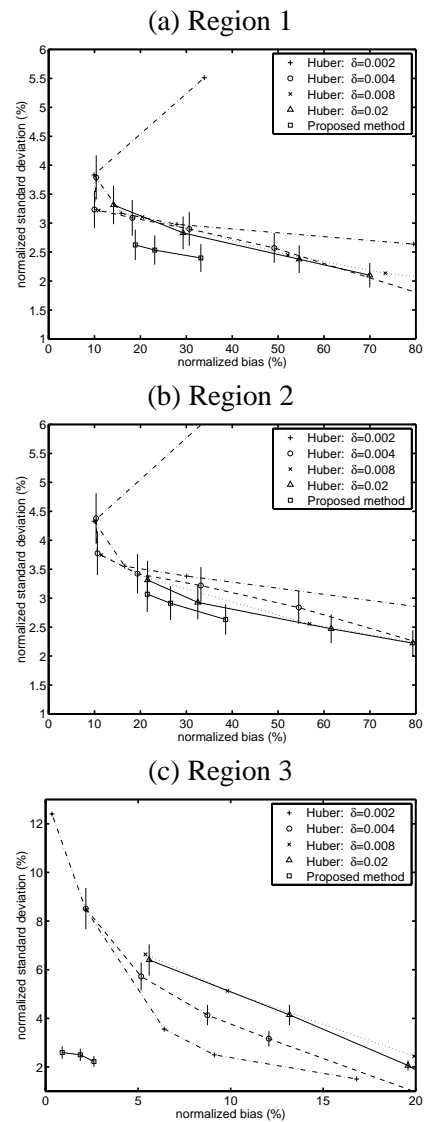 (a) Region 1
6
5.5
5
4.5
4
3.5
3
2.5
2
1.5
1
normalized standard deviation (%)
Huber: δ=0.002
Huber: δ=0.004
Huber: δ=0.008
Huber: δ=0.02
Proposed method
0 10 20 30 40 50 60 70 80
normalized bias (%)
(b) Region 2
6
5.5
5
4.5
4
3.5
3
2.5
2
1.5
1
normalized standard deviation (%)
Huber: δ=0.002
Huber: δ=0.004
Huber: δ=0.008
Huber: δ=0.02
Proposed method
0 10 20 30 40 50 60 70 80
normalized bias (%)
(c) Region 3
12
10
8
6
4
2
normalized standard deviation (%)
Huber: δ=0.002
Huber: δ=0.004
Huber: δ=0.008
Huber: δ=0.02
Proposed method
0 5 10 15 20
normalized bias (%)